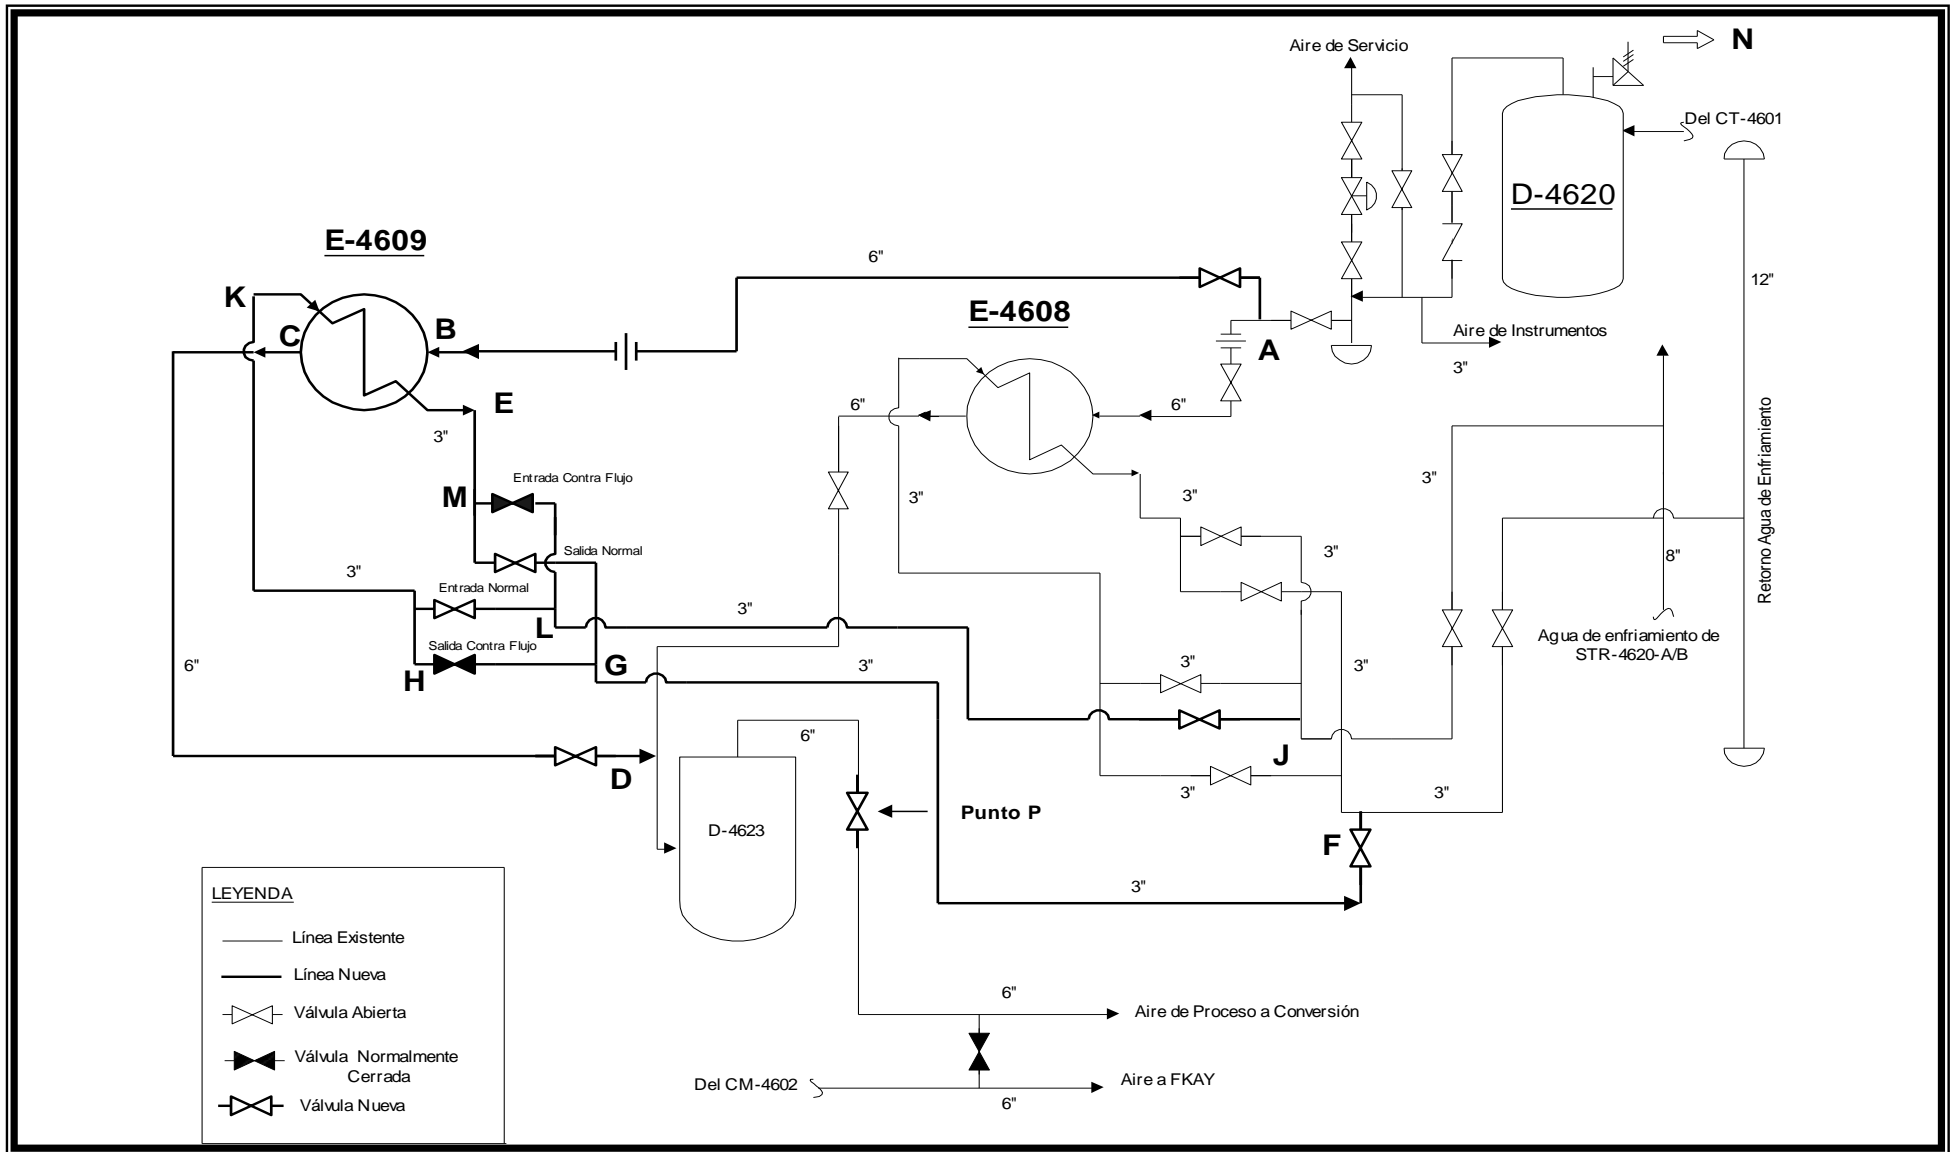 Aire de Servicio
N
Del CT-4601
D-4620
E-4609
6"
12"
K
E-4608
C
B
A
Aire de Instrumentos
3"
6"
6"
E
3"
3"
3"
3"
Entrada Contra Flujo
M
Salida Normal
3"
8"
Retorno Agua de Enfriamiento
3"
Entrada Normal
3"
L
Agua de enfriamiento de
STR-4620-A/B
Salida Contra Flujo
6"
H
G
3"
3"
3"
6"
J
D
3"
3"
Punto P
D-4623
F
3"
LEYENDA
Línea Existente
Línea Nueva
Válvula Abierta
Válvula Normalmente
Cerrada
Válvula Nueva
6"
Aire de Proceso a Conversión
Del CM-4602
Aire a FKAY
6"